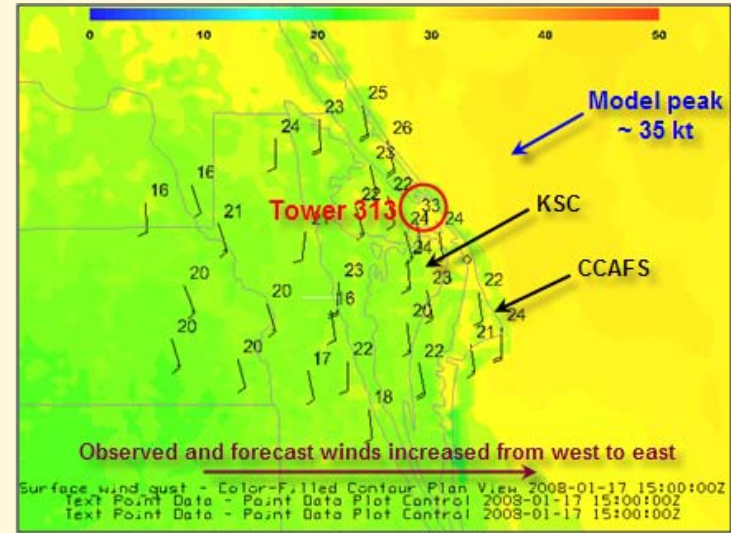 0 10 20 30 40 50
Model peak
~ 35 kt
25
23
26
24
23
16
16
22
33
Tower 313
KSC
21
24
24
24
23
23
CCAFS
20
20
16
22
20
24
20
21
20
17
22
22
18
Observed and forecast winds increased from west to east
Surface wind gust - Color-Filled Contour Plan View 2008-01-17 15:00:00Z
Text Point Data - Point Data Plot Control 2008-01-17 15:00:00Z
Text Point Data - Point Data Plot Control 2008-01-17 15:00:00Z